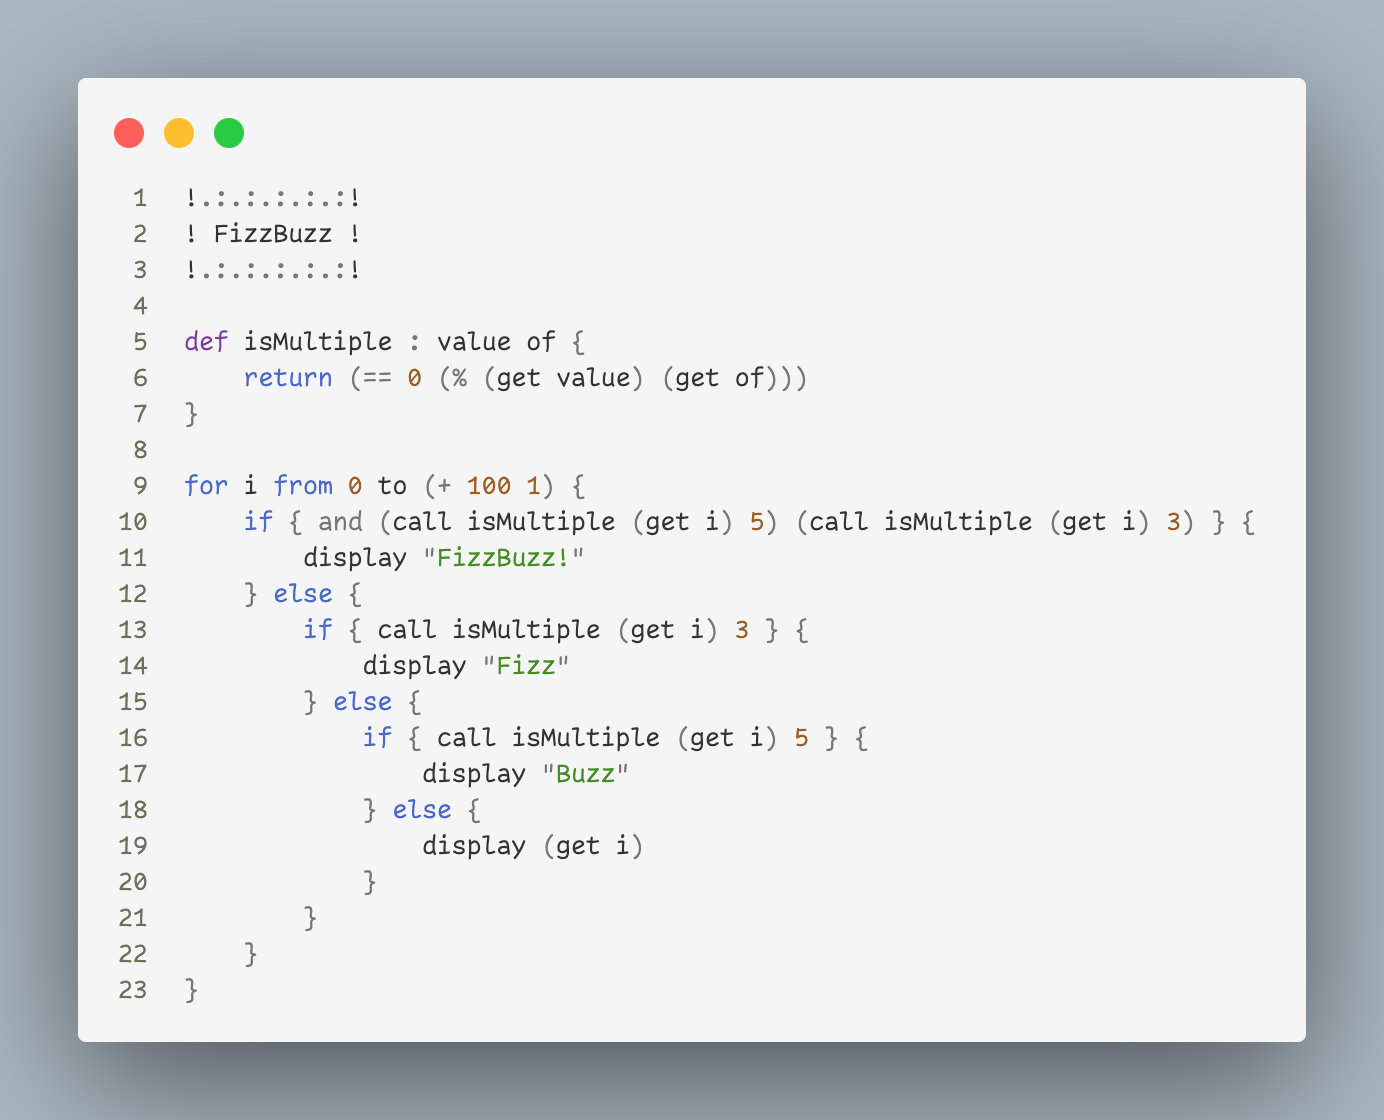 1 !.:.:.:.:.:!
2 ! FizzBuzz !
3 !.:.:.:.:.:!
4
5 def isMultiple : value of {
6     return (== 0 (% (get value) (get of)))
7 }
8
9 for i from 0 to (+ 100 1) {
10     if { and (call isMultiple (get i) 5) (call isMultiple (get i) 3) } {
11         display "FizzBuzz!"
12     } else {
13         if { call isMultiple (get i) 3 } {
14             display "Fizz"
15         } else {
16             if { call isMultiple (get i) 5 } {
17                 display "Buzz"
18             } else {
19                 display (get i)
20             }
21         }
22     }
23 }